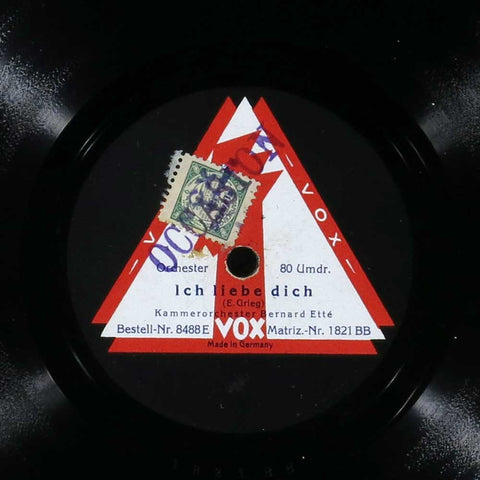 VOX
Orchester 80 Umdr.
Ich liebe dich
(E. Grieg)
Kammerorchester Bernard Etté
Bestell-Nr. 8488 E VOX Matriz.-Nr. 1821 BB
Made in Germany